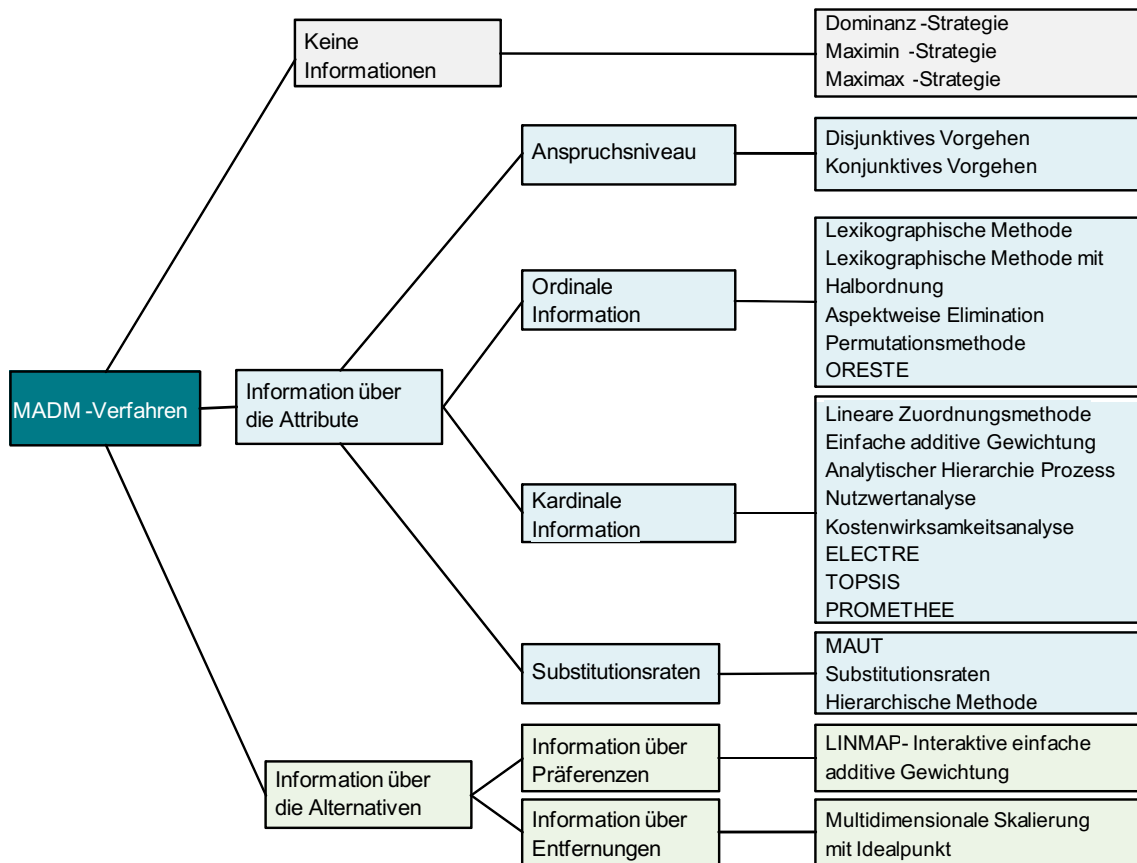 Keine
Informationen
Dominanz -Strategie
Maximin -Strategie
Maximax -Strategie
Anspruchsniveau
Disjunktives Vorgehen
Konjunktives Vorgehen
Ordinale
Information
Lexikographische Methode
Lexikographische Methode mit
Halbordnung
Aspektweise Elimination
Permutationsmethode
ORESTE
MADM -Verfahren
Information über
die Attribute
Kardinale
Information
Lineare Zuordnungsmethode
Einfache additive Gewichtung
Analytischer Hierarchie Prozess
Nutzwertanalyse
Kostenwirksamkeitsanalyse
ELECTRE
TOPSIS
PROMETHEE
Substitutionsraten
MAUT
Substitutionsraten
Hierarchische Methode
Information über
die Alternativen
Information über
Präferenzen
LINMAP- Interaktive einfache
additive Gewichtung
Information über
Entfernungen
Multidimensionale Skalierung
mit Idealpunkt